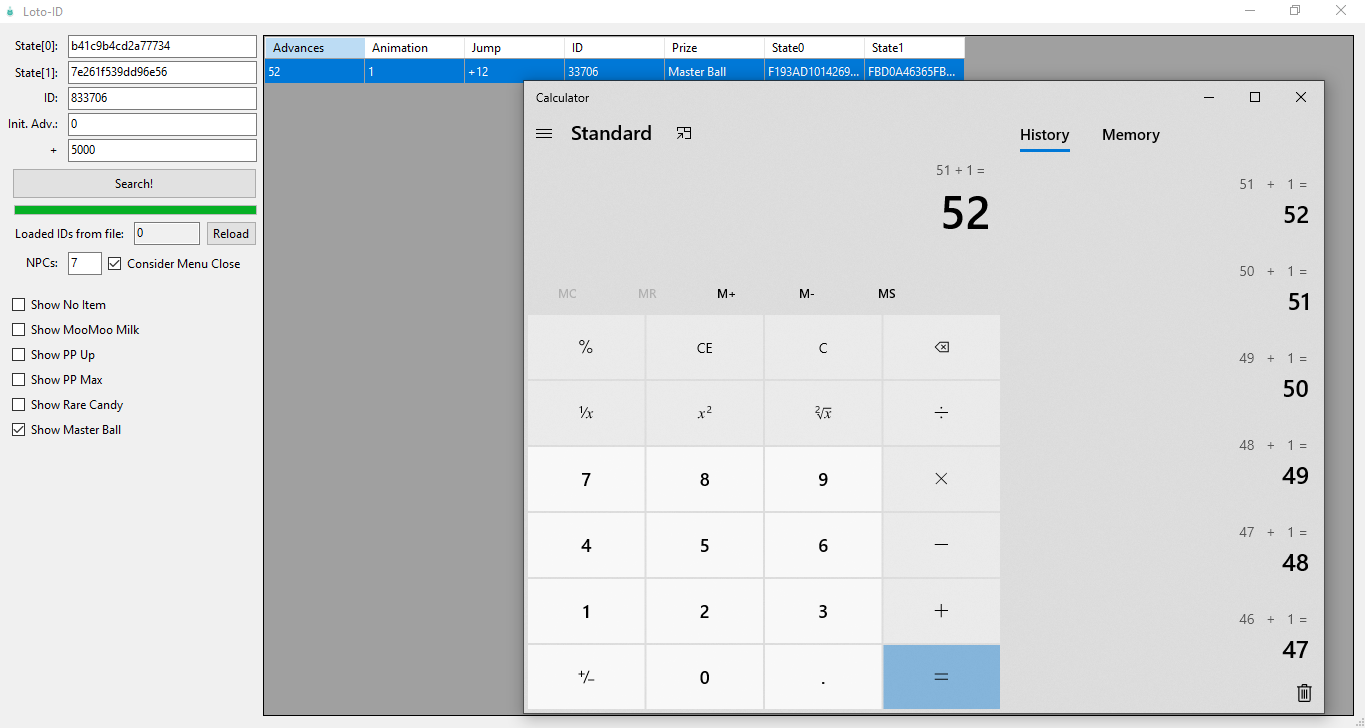 Loto-ID
State[0]: b41c9b4cd2a77734
State[1]: 7e261f539dd96e56
ID: 833706
Init. Adv.: 0
+ 5000
Search!
Loaded IDs from file: 0 Reload
NPCs: 7 Consider Menu Close
Show No Item
Show MooMoo Milk
Show PP Up
Show PP Max
Show Rare Candy
Show Master Ball
Advances Animation Jump ID Prize State0 State1
52 1 +12 33706 Master Ball F193AD1014269... FBD0A46365FB...
Calculator
Standard
51 + 1 =
52
MC MR M+ M- MS
% CE C
¹/x x² ²√x ÷
7 8 9 ×
4 5 6 −
1 2 3 +
+/− 0 . =
History Memory
51 + 1 =
52
50 + 1 =
51
49 + 1 =
50
48 + 1 =
49
47 + 1 =
48
46 + 1 =
47